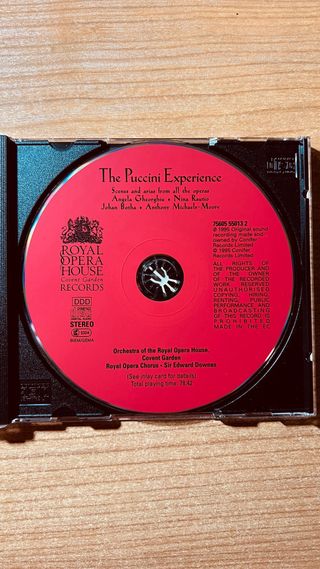 The Puccini Experience
Scenes and arias from all the operas
Angela Gheorghiu • Nina Rautio
Johan Botha • Anthony Michaels-Moore
ROYAL
OPERA
HOUSE
Covent Garden
RECORDS
DDD
STEREO
BIEM/GEMA
75605 55013 2
℗ 1995 Original sound
recording made and
owned by Conifer
Records Limited
© 1995 Conifer
Records Limited
ALL RIGHTS OF
THE PRODUCER AND
OF THE OWNER
OF THE RECORDED
WORK RESERVED
UNAUTHORISED
COPYING, HIRING,
RENTING, PUBLIC
PERFORMANCE AND
BROADCASTING
OF THIS RECORD IS
PROHIBITED
MADE IN THE EC
Orchestra of the Royal Opera House,
Covent Garden
Royal Opera Chorus - Sir Edward Downes
(See inlay card for details)
Total playing time: 78.42